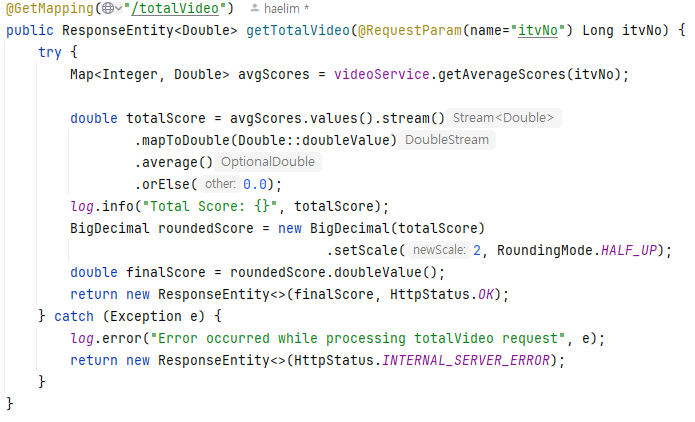 @GetMapping("/totalVideo") haelim *
public ResponseEntity<Double> getTotalVideo(@RequestParam(name="itvNo") Long itvNo) {
    try {
        Map<Integer, Double> avgScores = videoService.getAverageScores(itvNo);
        double totalScore = avgScores.values().stream() Stream<Double>
                .mapToDouble(Double::doubleValue) DoubleStream
                .average() OptionalDouble
                .orElse( other: 0.0);
        log.info("Total Score: {}", totalScore);
        BigDecimal roundedScore = new BigDecimal(totalScore)
                                        .setScale( newScale: 2, RoundingMode.HALF_UP);
        double finalScore = roundedScore.doubleValue();
        return new ResponseEntity<>(finalScore, HttpStatus.OK);
    } catch (Exception e) {
        log.error("Error occurred while processing totalVideo request", e);
        return new ResponseEntity<>(HttpStatus.INTERNAL_SERVER_ERROR);
    }
}